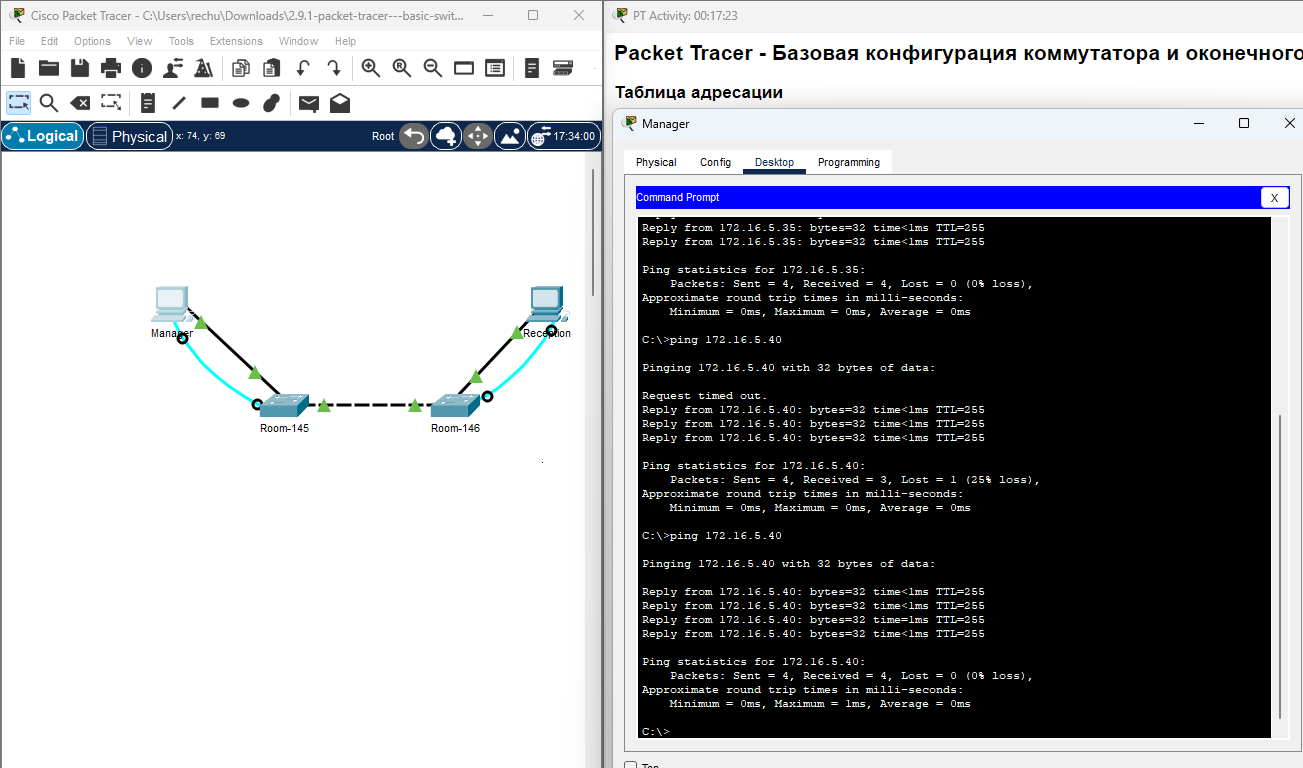 Cisco Packet Tracer - C:\Users\rechu\Downloads\2.9.1-packet-tracer---basic-swit...
File Edit Options View Tools Extensions Window Help
Logical Physical x: 74, y: 69 Root 17:34:00
Manager
Reception
Room-145
Room-146
PT Activity: 00:17:23
Packet Tracer - Базовая конфигурация коммутатора и оконечного
Таблица адресации
Manager
Physical Config Desktop Programming
Command Prompt
X
Reply from 172.16.5.35: bytes=32 time<1ms TTL=255
Reply from 172.16.5.35: bytes=32 time<1ms TTL=255
Ping statistics for 172.16.5.35:
Packets: Sent = 4, Received = 4, Lost = 0 (0% loss),
Approximate round trip times in milli-seconds:
Minimum = 0ms, Maximum = 0ms, Average = 0ms
C:\>ping 172.16.5.40
Pinging 172.16.5.40 with 32 bytes of data:
Request timed out.
Reply from 172.16.5.40: bytes=32 time<1ms TTL=255
Reply from 172.16.5.40: bytes=32 time<1ms TTL=255
Reply from 172.16.5.40: bytes=32 time<1ms TTL=255
Ping statistics for 172.16.5.40:
Packets: Sent = 4, Received = 3, Lost = 1 (25% loss),
Approximate round trip times in milli-seconds:
Minimum = 0ms, Maximum = 0ms, Average = 0ms
C:\>ping 172.16.5.40
Pinging 172.16.5.40 with 32 bytes of data:
Reply from 172.16.5.40: bytes=32 time<1ms TTL=255
Reply from 172.16.5.40: bytes=32 time<1ms TTL=255
Reply from 172.16.5.40: bytes=32 time=1ms TTL=255
Reply from 172.16.5.40: bytes=32 time<1ms TTL=255
Ping statistics for 172.16.5.40:
Packets: Sent = 4, Received = 4, Lost = 0 (0% loss),
Approximate round trip times in milli-seconds:
Minimum = 0ms, Maximum = 1ms, Average = 0ms
C:\>
Top